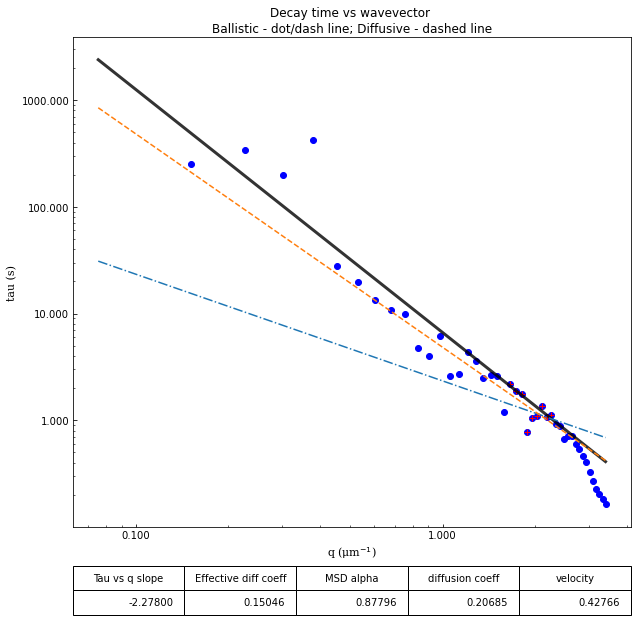 Decay time vs wavevector
Ballistic - dot/dash line; Diffusive - dashed line
1000.000
100.000
10.000
1.000
tau (s)
0.100 1.000
q (μm⁻¹)
Tau vs q slope Effective diff coeff MSD alpha diffusion coeff velocity
-2.27800 0.15046 0.87796 0.20685 0.42766